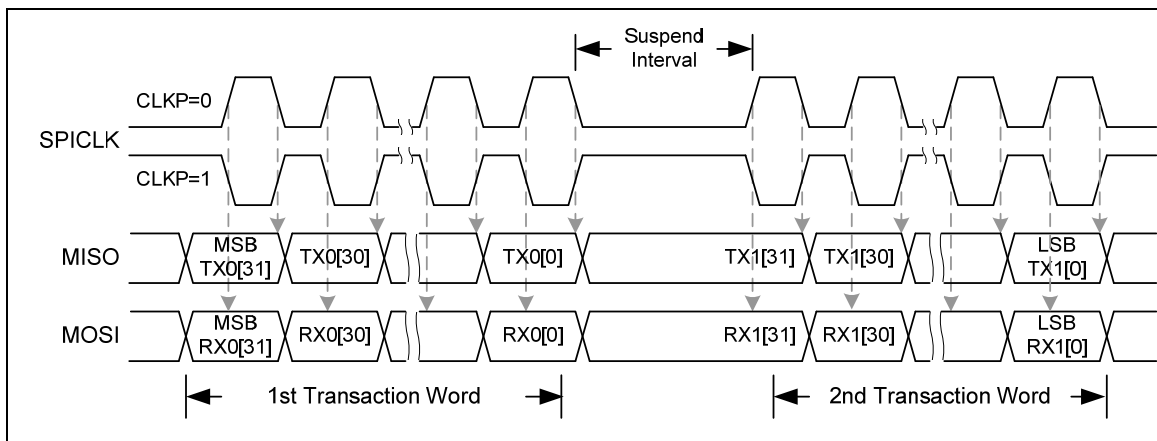 Suspend
Interval
CLKP=0
SPICLK
CLKP=1
MISO
MSB
TX0[31]
TX0[30]
TX0[0]
TX1[31]
TX1[30]
LSB
TX1[0]
MOSI
MSB
RX0[31]
RX0[30]
RX0[0]
RX1[31]
RX1[30]
LSB
RX1[0]
1st Transaction Word
2nd Transaction Word